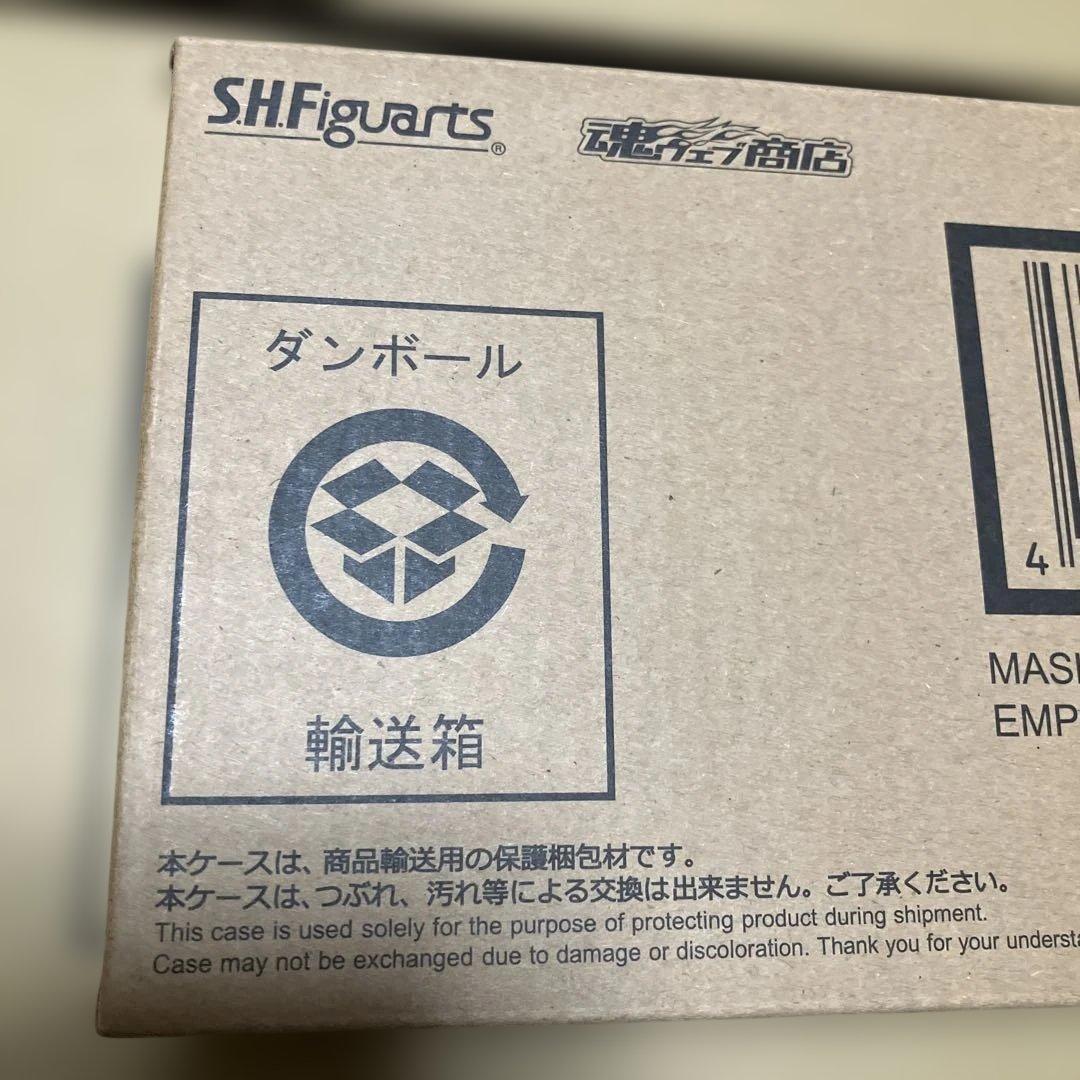 S.H.Figuarts®
魂ウェブ商店
ダンボール
輸送箱
4
MAS
EMP
本ケースは、商品輸送用の保護梱包材です。
本ケースは、つぶれ、汚れ等による交換は出来ません。ご了承ください。
This case is used solely for the purpose of protecting product during shipment.
Case may not be exchanged due to damage or discoloration. Thank you for your understa